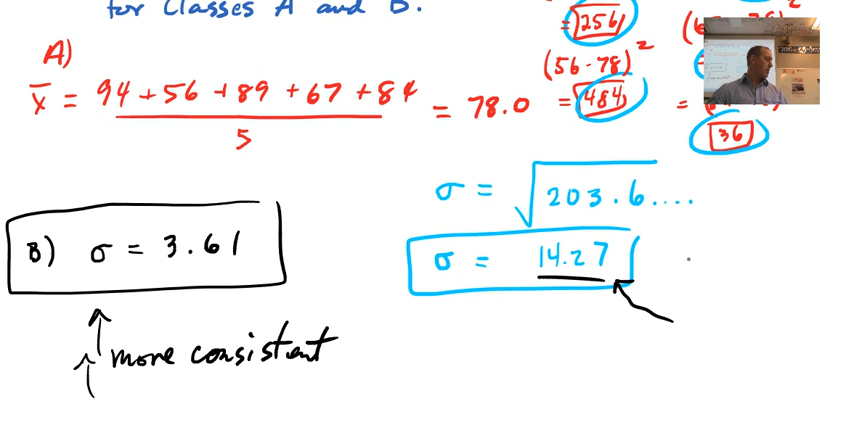 for Classes A and B.
= 256
(56-78)²
= 484
=
36
A)
x̄ = 94 + 56 + 89 + 67 + 84 / 5 = 78.0
σ = √203.6....
σ = 14.27
B) σ = 3.61
↑ more consistent